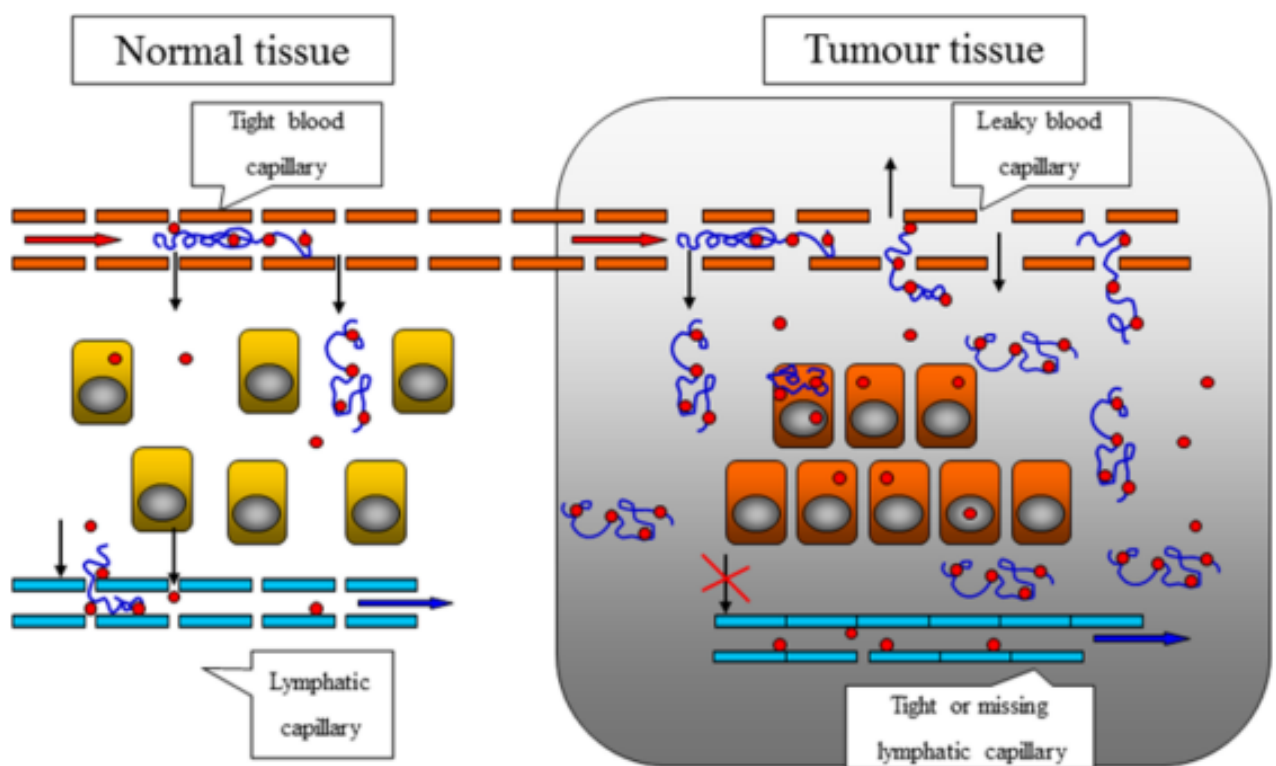 Normal tissue
Tumour tissue
Tight blood
capillary
Leaky blood
capillary
Lymphatic
capillary
Tight or missing
lymphatic capillary